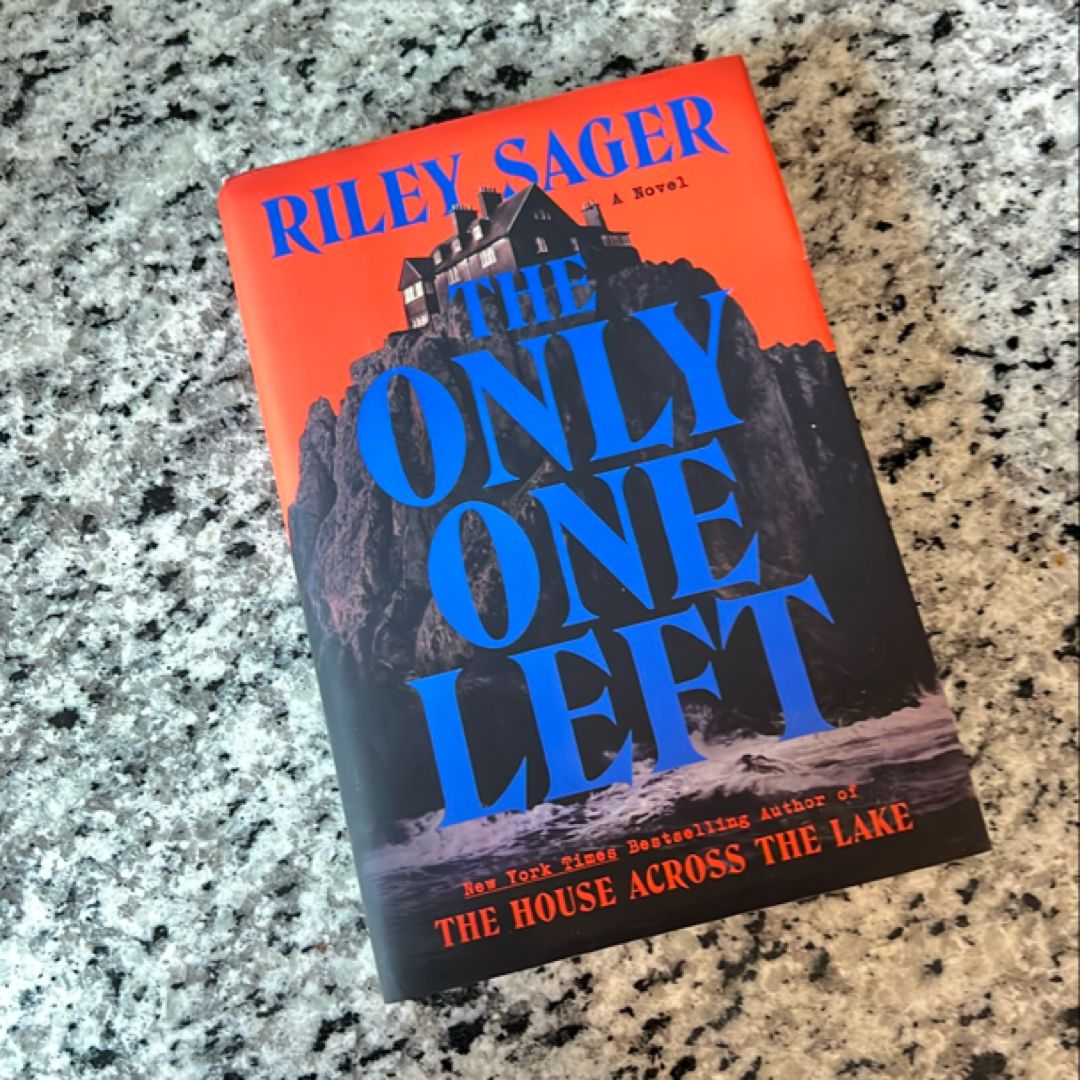 RILEY SAGER
A Novel
THE
ONLY
ONE
LEFT
New York Times Bestselling Author of
THE HOUSE ACROSS THE LAKE